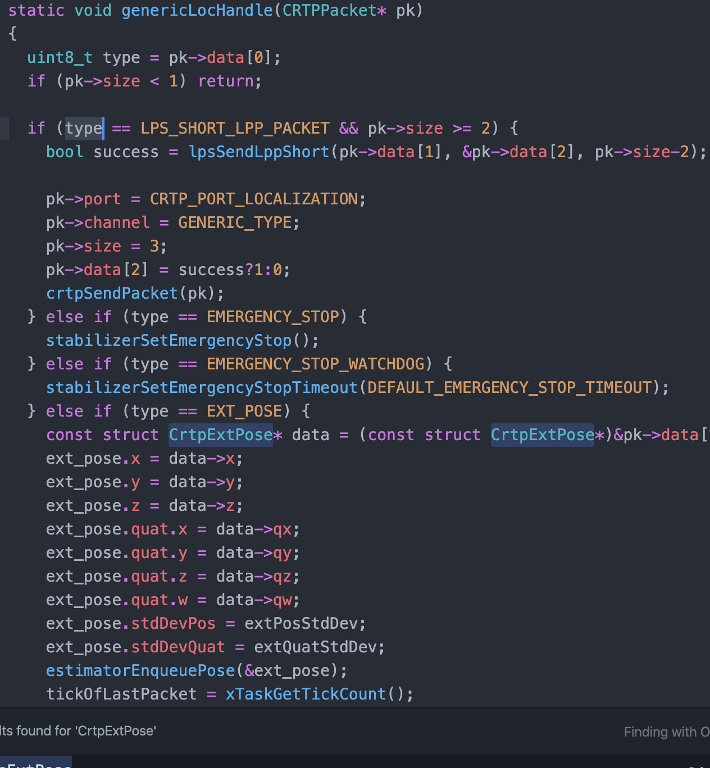 static void genericLocHandle(CRTPPacket* pk)
{
  uint8_t type = pk->data[0];
  if (pk->size < 1) return;

  if (type == LPS_SHORT_LPP_PACKET && pk->size >= 2) {
    bool success = lpsSendLppShort(pk->data[1], &pk->data[2], pk->size-2);

    pk->port = CRTP_PORT_LOCALIZATION;
    pk->channel = GENERIC_TYPE;
    pk->size = 3;
    pk->data[2] = success?1:0;
    crtpSendPacket(pk);
  } else if (type == EMERGENCY_STOP) {
    stabilizerSetEmergencyStop();
  } else if (type == EMERGENCY_STOP_WATCHDOG) {
    stabilizerSetEmergencyStopTimeout(DEFAULT_EMERGENCY_STOP_TIMEOUT);
  } else if (type == EXT_POSE) {
    const struct CrtpExtPose* data = (const struct CrtpExtPose*)&pk->data[
    ext_pose.x = data->x;
    ext_pose.y = data->y;
    ext_pose.z = data->z;
    ext_pose.quat.x = data->qx;
    ext_pose.quat.y = data->qy;
    ext_pose.quat.z = data->qz;
    ext_pose.quat.w = data->qw;
    ext_pose.stdDevPos = extPosStdDev;
    ext_pose.stdDevQuat = extQuatStdDev;
    estimatorEnqueuePose(&ext_pose);
    tickOfLastPacket = xTaskGetTickCount();
lts found for 'CrtpExtPose' Finding with O